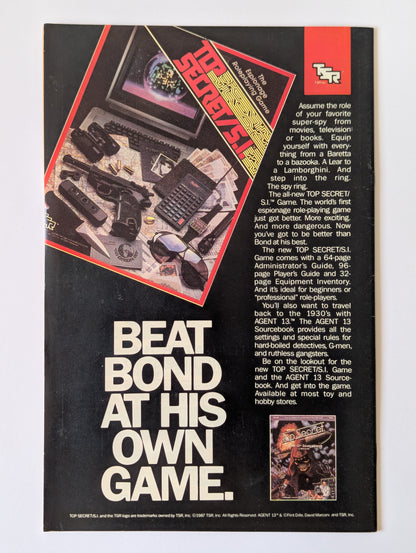 TSR
TOP
SECRET/S.I.
The
Espionage
Roleplaying Game
Assume the role
of your favorite
super-spy from
movies, television
or books. Equip
yourself with every-
thing from a Baretta
to a bazooka. A Lear to
a Lamborghini. And
step into the ring.
The spy ring.
The all-new TOP SECRET/
S.I.™ Game. The world's first
espionage role-playing game
just got better. More exciting.
And more dangerous. Now
you've got to be better than
Bond at his best.
The new TOP SECRET/S.I.
Game comes with a 64-page
Administrator's Guide, 96-
page Player's Guide and 32-
page Equipment Inventory.
And it's ideal for beginners or
"professional" role-players.
You'll also want to travel
back to the 1930's with
AGENT 13.™ The AGENT 13
Sourcebook provides all the
settings and special rules for
hard-boiled detectives, G-men,
and ruthless gangsters.
Be on the lookout for the
new TOP SECRET/S.I. Game
and the AGENT 13 Source-
book. And get into the game.
Available at most toy and
hobby stores.
BEAT
BOND
AT HIS
OWN
GAME.
Top Secret
TOP SECRET/S.I. and the TSR logo are trademarks owned by TSR, Inc. ©1987 TSR, Inc. All Rights Reserved. AGENT 13™ & ©Flint Dille, David Marconi, and TSR, Inc.